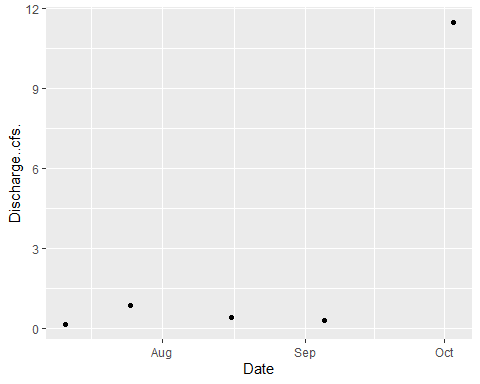 12
9
6
3
0
Discharge..cfs.
Aug
Sep
Oct
Date